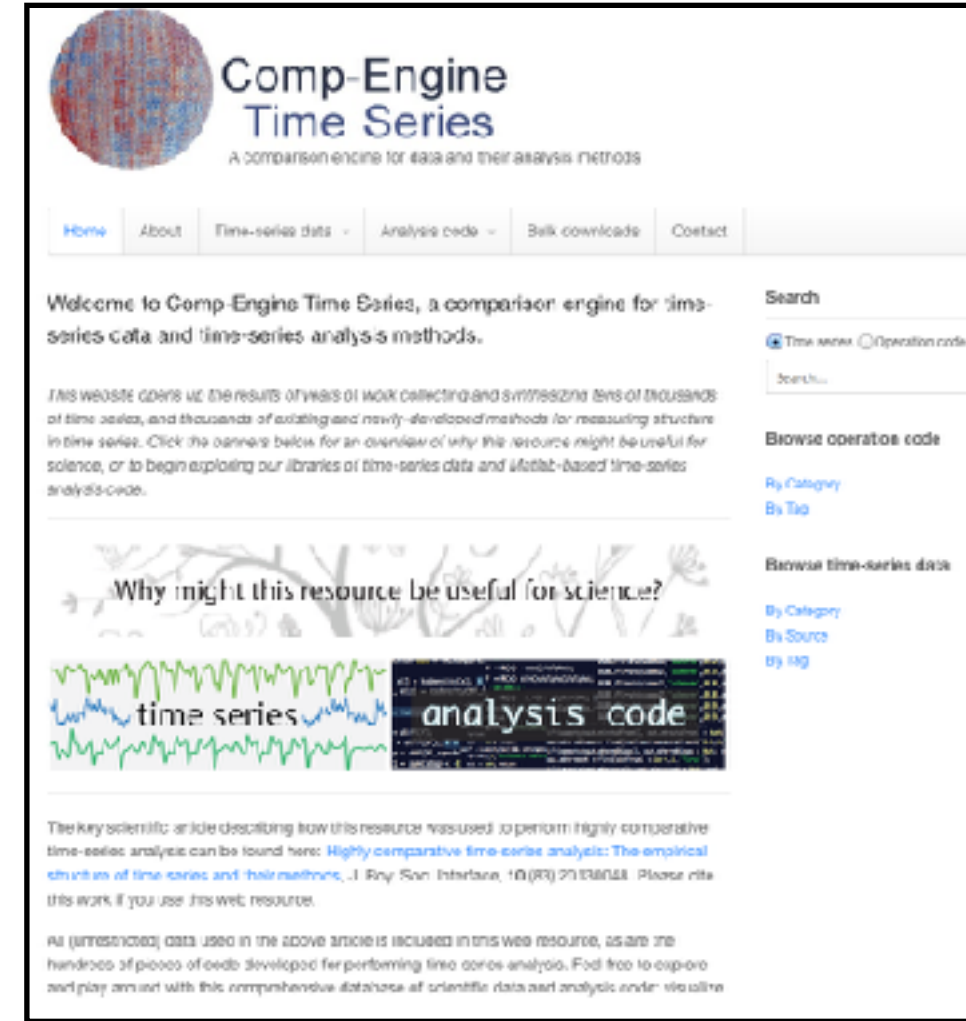 Comp-Engine
Time Series
A comparison engine for data and their analysis methods
Home About Time-series data Analysis code Bulk downloads Contact
Welcome to Comp-Engine Time Series, a comparison engine for time-
series data and time-series analysis methods.
This website opens up the results of years of work collecting and synthesizing tens of thousands
of time series, and thousands of existing and newly-developed methods for measuring structure
in time series. Click the banners below for an overview of why this resource might be useful for
science, or to begin exploring our libraries of time-series data and Matlab-based time-series
analysis code.
Why might this resource be useful for science?
time series
analysis code
The key scientific article describing how this resource was used to perform highly comparative
time-series analysis can be found here: Highly comparative time-series analysis: The empirical
structure of time series and their methods, J. Roy. Soc. Interface, 10 (83) 20130048. Please cite
this work if you use this web resource.
All (unrestricted) data used in the above article is included in this web resource, as are the
hundreds of pieces of code developed for performing time series analysis. Feel free to explore
and play around with this comprehensive database of scientific data and analysis code: visualize
Search
Time series Operation code
Search...
Browse operation code
By Category
By Tag
Browse time-series data
By Category
By Source
By Tag